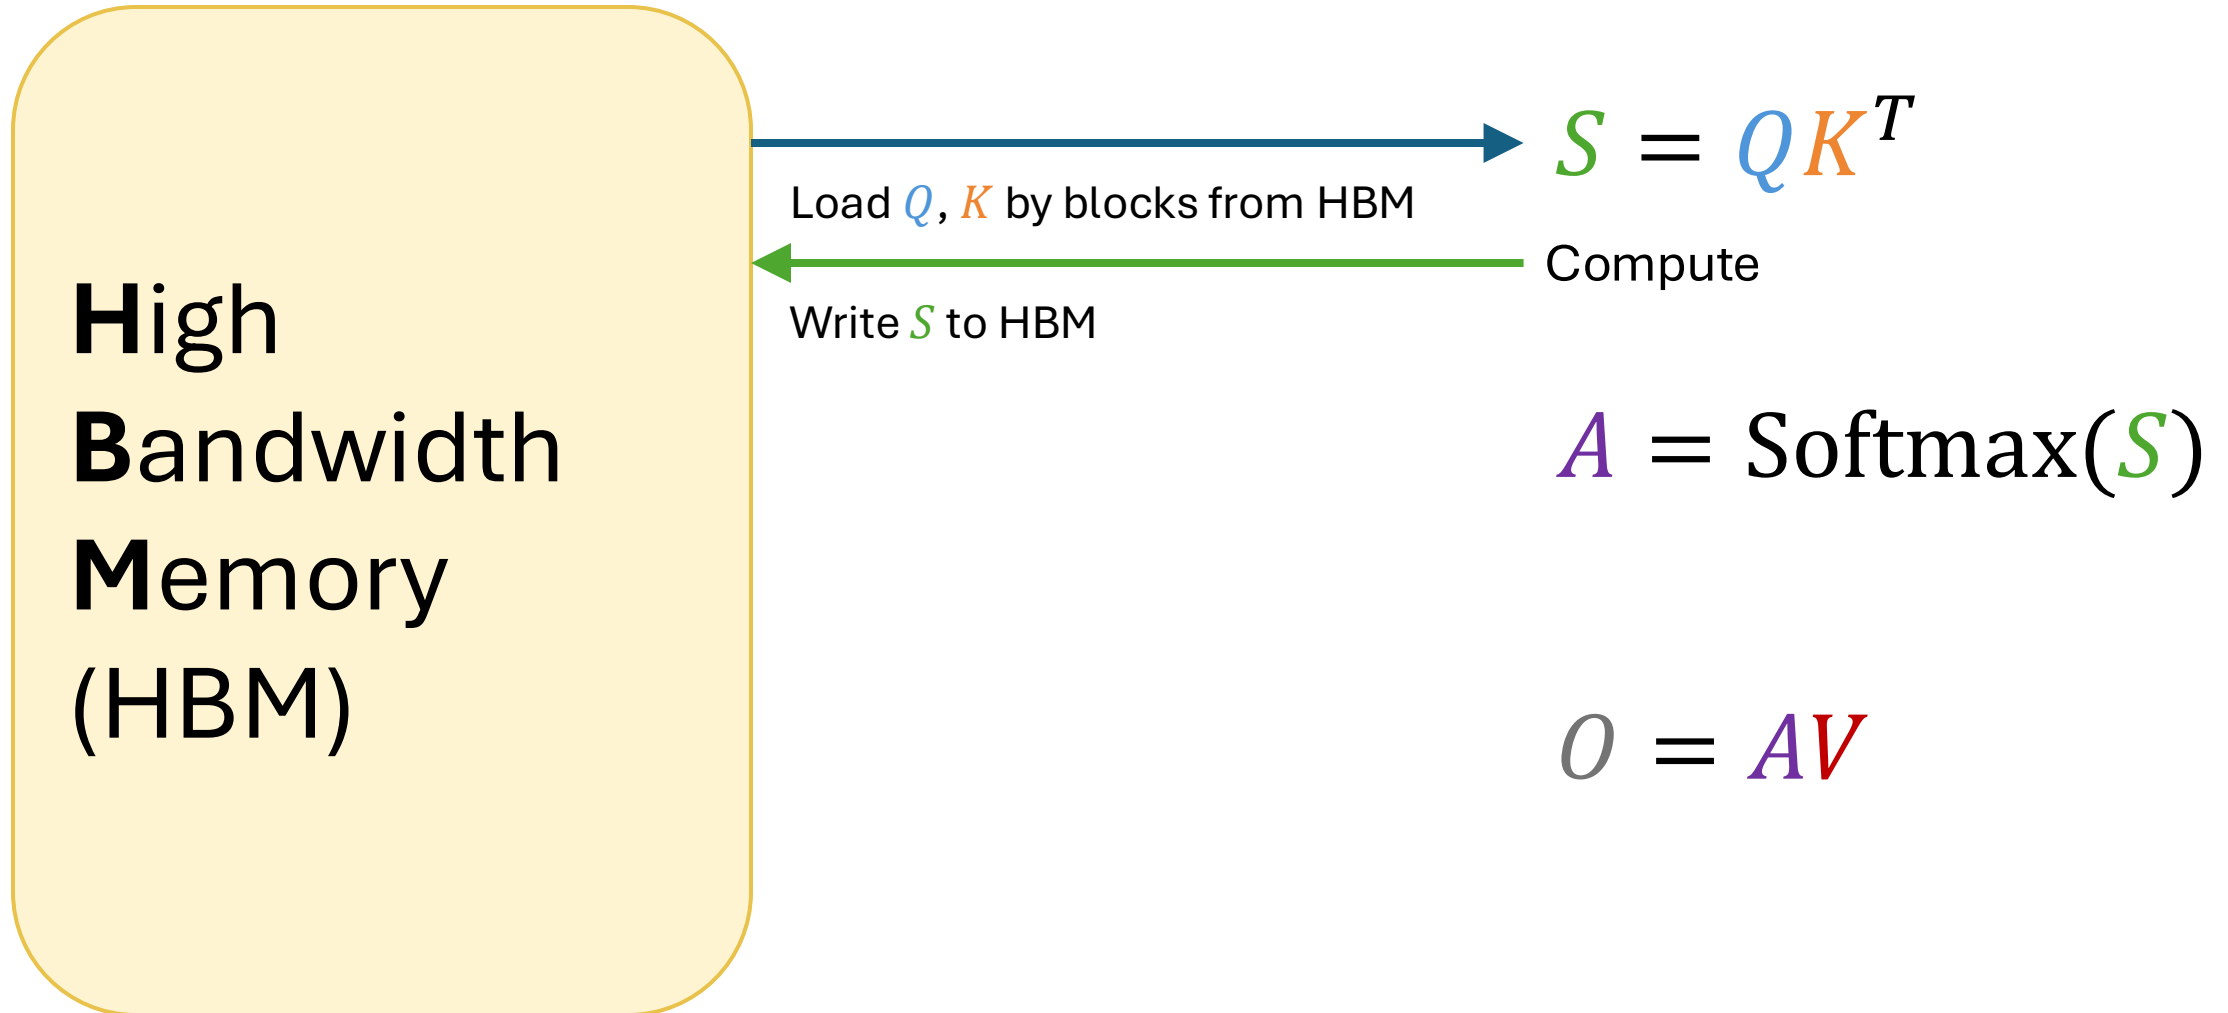 High
Bandwidth
Memory
(HBM)
S = QK^T
Load Q, K by blocks from HBM
Compute
Write S to HBM
A = Softmax(S)
O = AV